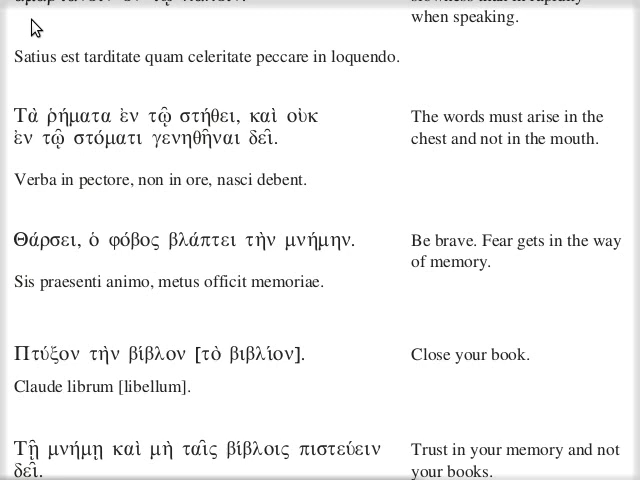 when speaking.
Satius est tarditate quam celeritate peccare in loquendo.
Τὰ ῥήματα ἐν τῷ στήθει, καὶ οὐκ
ἐν τῷ στόματι γενηθῆναι δεῖ.
The words must arise in the
chest and not in the mouth.
Verba in pectore, non in ore, nasci debent.
Θάρσει, ὁ φόβος βλάπτει τὴν μνήμην.
Be brave. Fear gets in the way
of memory.
Sis praesenti animo, metus officit memoriae.
Πτύξον τὴν βίβλον [τὸ βιβλίον].
Close your book.
Claude librum [libellum].
Τῇ μνήμῃ καὶ μὴ ταῖς βίβλοις πιστεύειν
δεῖ.
Trust in your memory and not
your books.